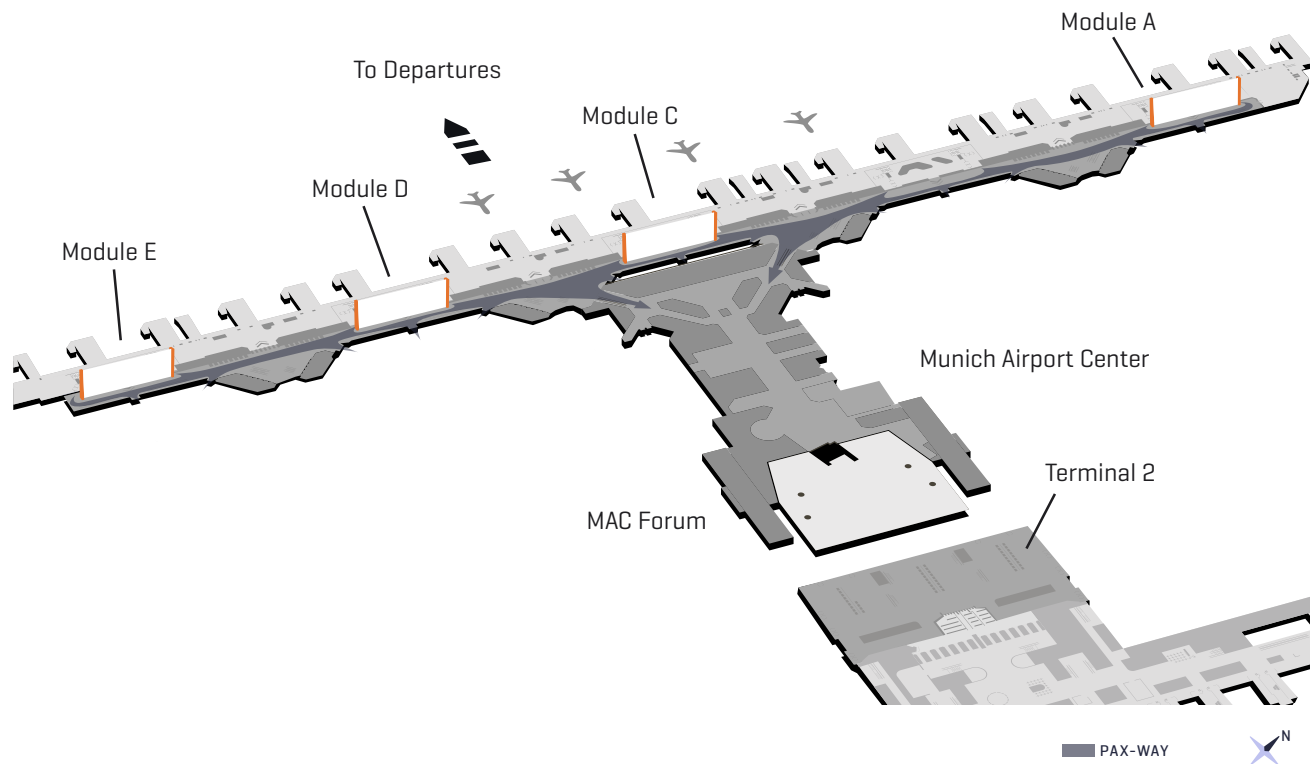 Module A
To Departures
Module C
Module D
Module E
Munich Airport Center
Terminal 2
MAC Forum
PAX-WAY
N